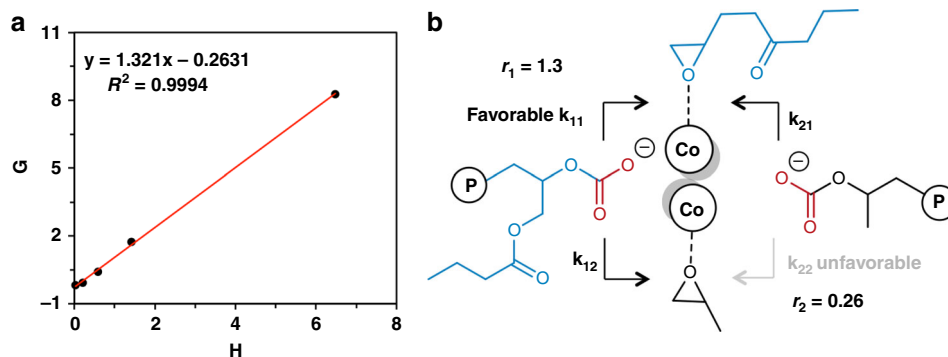 a
11
8
5
2
−1
G
y = 1.321x − 0.2631
R² = 0.9994
0
2
4
6
8
H
b
r₁ = 1.3
O
O
Favorable k₁₁
k₂₁
Co
P
O
O
O
O
O
k₁₂
Co
O
O
O
P
k₂₂ unfavorable
O
r₂ = 0.26